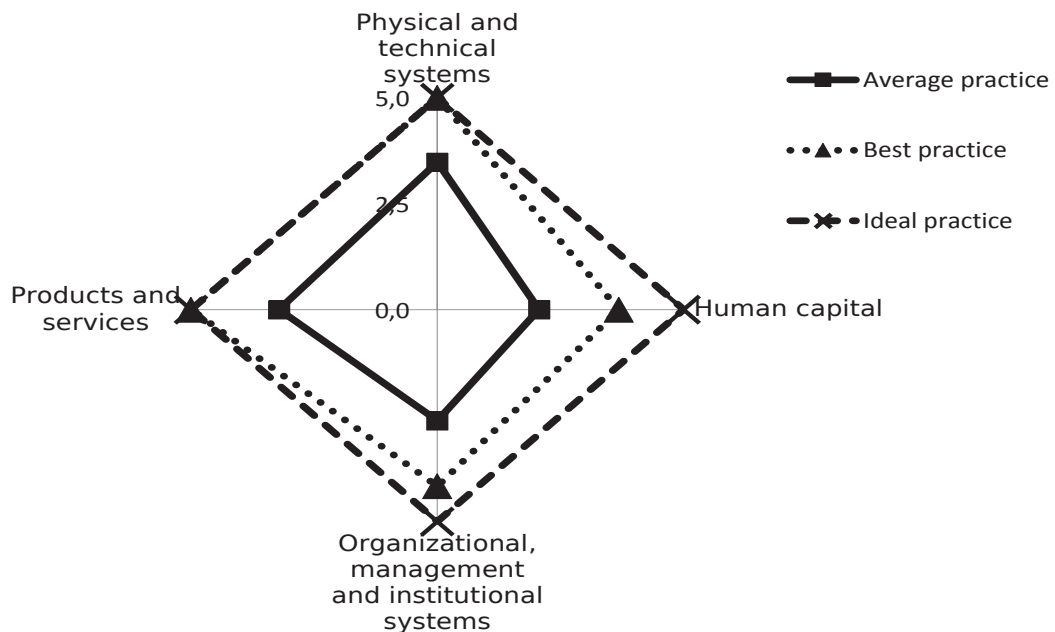 Physical and
technical
systems
5,0
2,5
0,0
Products and
services
Human capital
Organizational,
management
and institutional
systems
Average practice
Best practice
Ideal practice